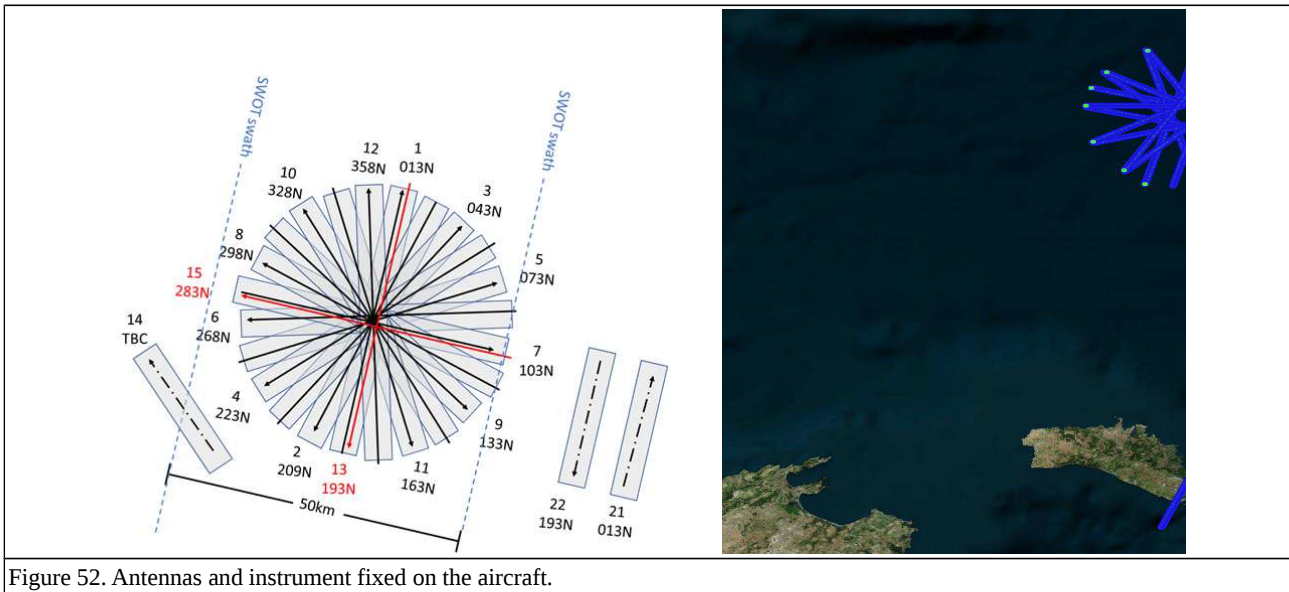 SWOT swath
SWOT swath
12
358N
1
013N
10
328N
3
043N
8
298N
5
073N
15
283N
14
TBC
6
268N
7
103N
4
223N
9
133N
2
209N
13
193N
11
163N
22
193N
21
013N
50km
Figure 52. Antennas and instrument fixed on the aircraft.